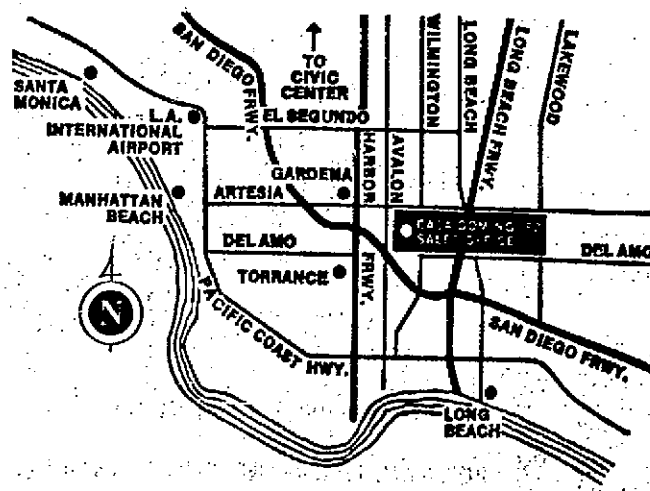 SAN DIEGO FRWY.
TO
CIVIC
CENTER
WILMINGTON
LONG BEACH
LONG BEACH FRWY.
LAKEWOOD
SANTA
MONICA
L.A.
INTERNATIONAL
AIRPORT
EL SEGUNDO
HARBOR FRWY.
AVALON
GARDENA
ARTESIA
MANHATTAN
BEACH
DEL AMO
SALES OFFICE
DEL AMO
TORRANCE
N
PACIFIC COAST HWY.
SAN DIEGO FRWY.
LONG
BEACH